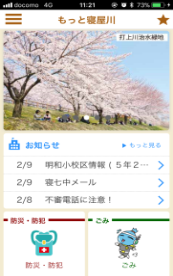 docomo 4G 11:21 73%
もっと寝屋川
打上川治水緑地
お知らせ ▶ もっと見る
2/9 明和小校区情報（５年２…
2/9 寝七中メール
2/8 不審電話に注意！
防災・防犯 ごみ
防災・防犯 ごみ